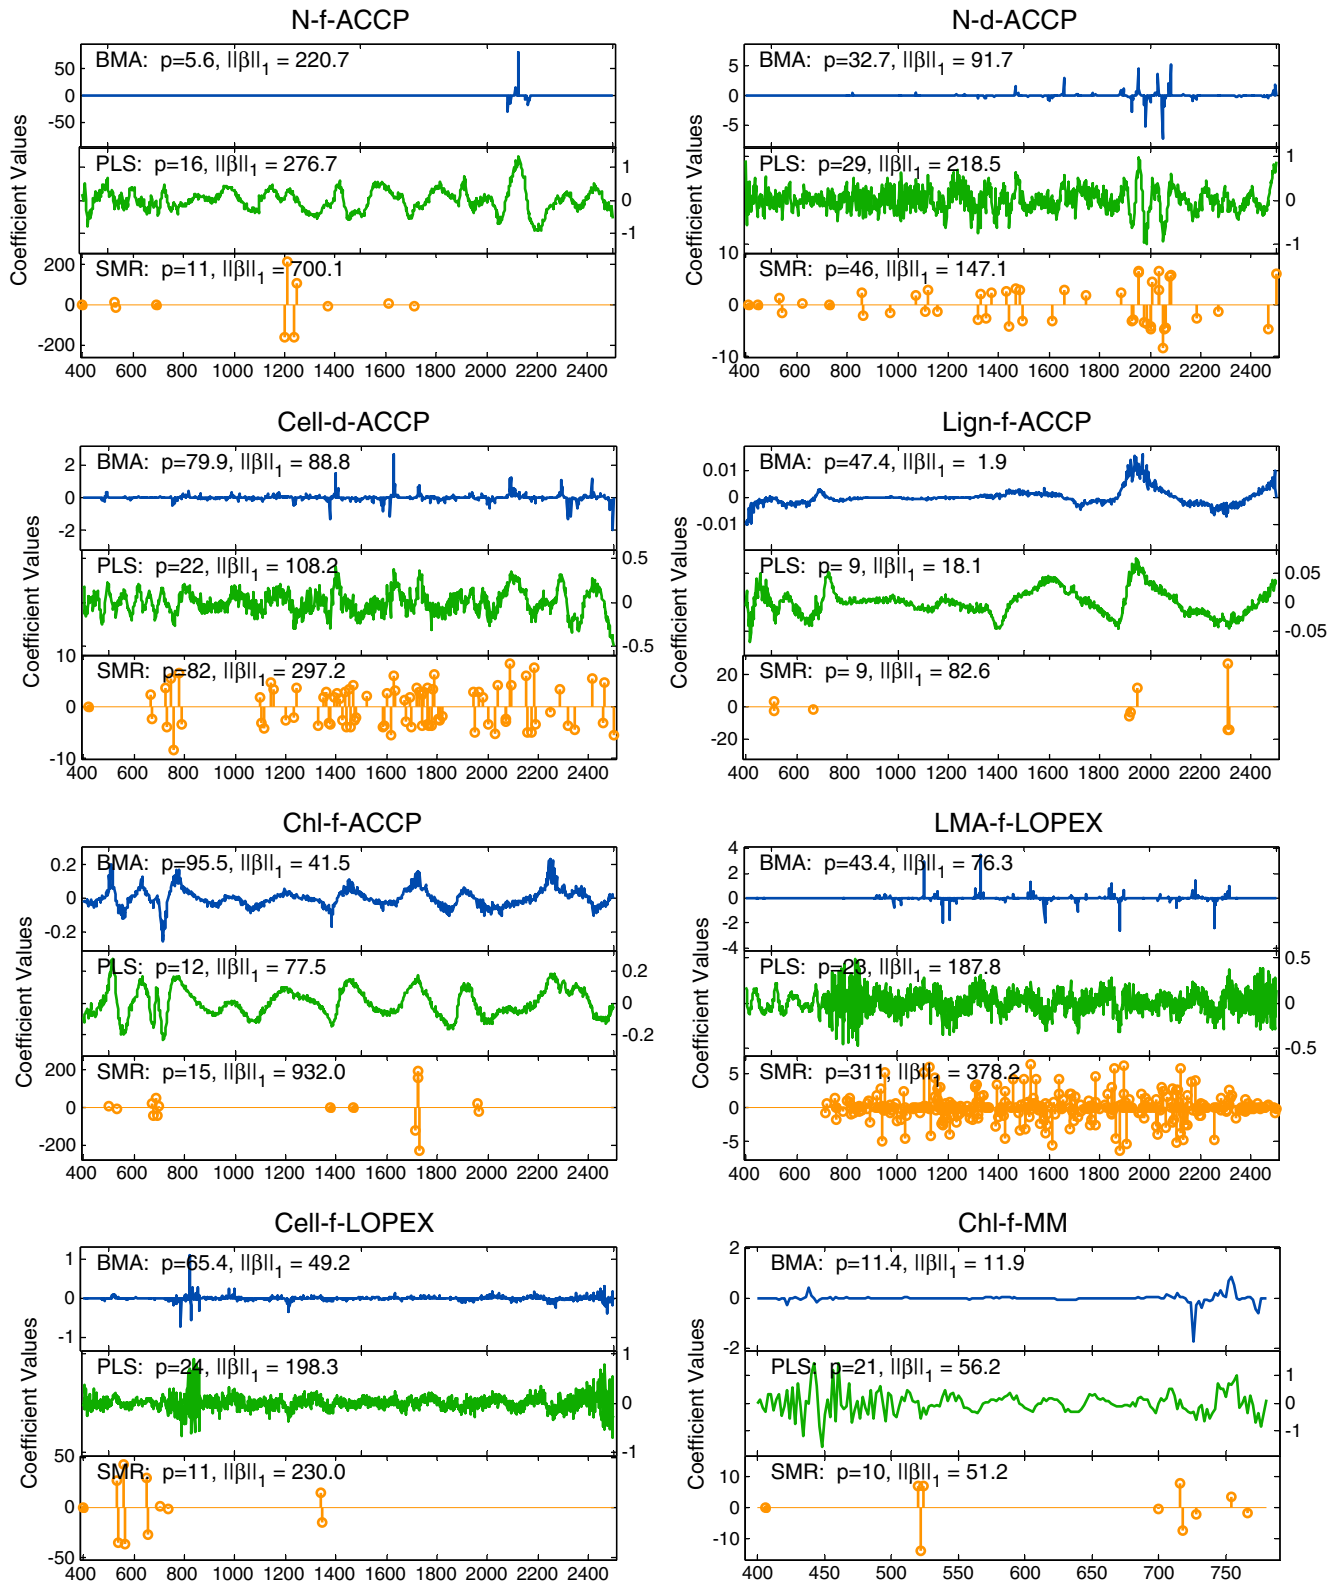 N-f-ACCP
BMA: p=5.6, ||β||1 = 220.7
50
0
-50
PLS: p=16, ||β||1 = 276.7
1
0
-1
SMR: p=11, ||β||1 = 700.1
200
0
-200
Coefficient Values
400 600 800 1000 1200 1400 1600 1800 2000 2200 2400
N-d-ACCP
BMA: p=32.7, ||β||1 = 91.7
5
0
-5
PLS: p=29, ||β||1 = 218.5
1
0
-1
SMR: p=46, ||β||1 = 147.1
10
0
-10
Coefficient Values
400 600 800 1000 1200 1400 1600 1800 2000 2200 2400
Cell-d-ACCP
BMA: p=79.9, ||β||1 = 88.8
2
0
-2
PLS: p=22, ||β||1 = 108.2
0.5
0
-0.5
SMR: p=82, ||β||1 = 297.2
10
0
-10
Coefficient Values
400 600 800 1000 1200 1400 1600 1800 2000 2200 2400
Lign-f-ACCP
BMA: p=47.4, ||β||1 = 1.9
0.01
0
-0.01
PLS: p= 9, ||β||1 = 18.1
0.05
0
-0.05
SMR: p= 9, ||β||1 = 82.6
20
0
-20
Coefficient Values
400 600 800 1000 1200 1400 1600 1800 2000 2200 2400
Chl-f-ACCP
BMA: p=95.5, ||β||1 = 41.5
0.2
0
-0.2
PLS: p=12, ||β||1 = 77.5
0.2
0
-0.2
SMR: p=15, ||β||1 = 932.0
200
0
-200
Coefficient Values
400 600 800 1000 1200 1400 1600 1800 2000 2200 2400
LMA-f-LOPEX
BMA: p=43.4, ||β||1 = 76.3
4
2
0
-2
-4
PLS: p=23, ||β||1 = 187.8
0.5
0
-0.5
SMR: p=311, ||β||1 = 378.2
5
0
-5
Coefficient Values
400 600 800 1000 1200 1400 1600 1800 2000 2200 2400
Cell-f-LOPEX
BMA: p=65.4, ||β||1 = 49.2
1
0
-1
PLS: p=24, ||β||1 = 198.3
1
0
-1
SMR: p=11, ||β||1 = 230.0
50
0
-50
Coefficient Values
400 600 800 1000 1200 1400 1600 1800 2000 2200 2400
Chl-f-MM
BMA: p=11.4, ||β||1 = 11.9
2
0
-2
PLS: p=21, ||β||1 = 56.2
1
0
-1
SMR: p=10, ||β||1 = 51.2
10
0
-10
Coefficient Values
400 450 500 550 600 650 700 750